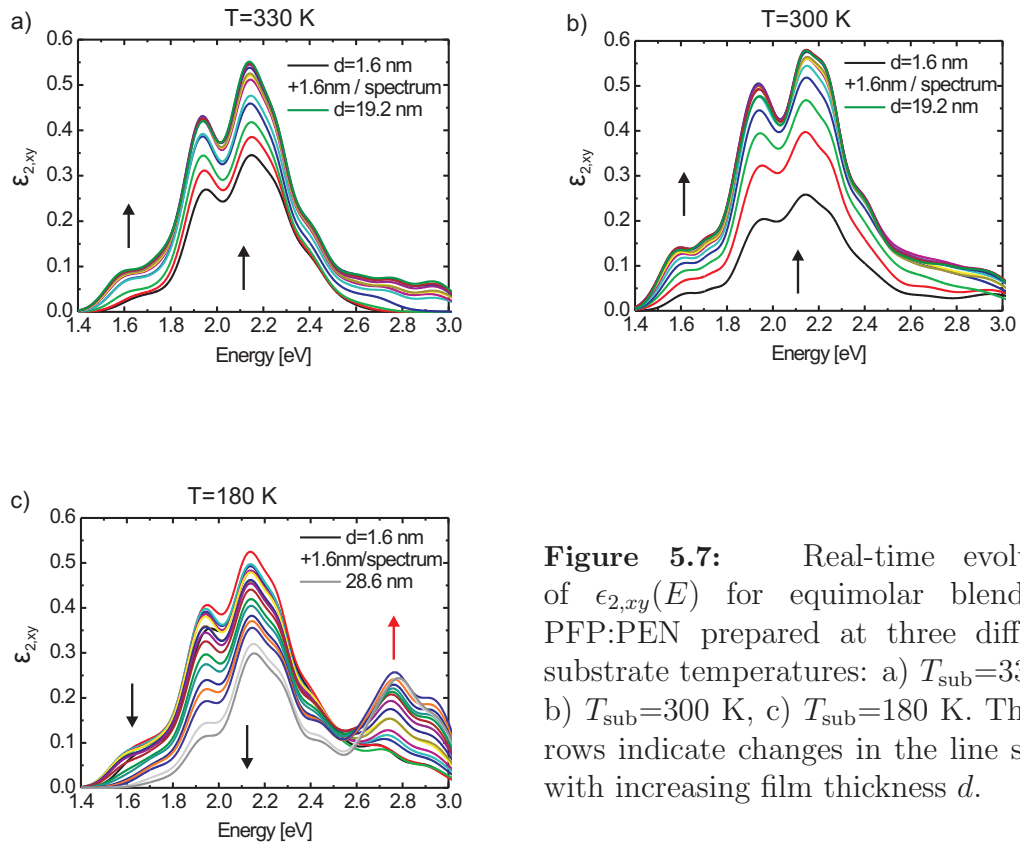 a)
T=330 K
0.6
0.5
0.4
0.3
0.2
0.1
0.0
ε2,xy
d=1.6 nm
+1.6nm / spectrum
d=19.2 nm
1.4 1.6 1.8 2.0 2.2 2.4 2.6 2.8 3.0
Energy [eV]
b)
T=300 K
0.6
0.5
0.4
0.3
0.2
0.1
0.0
ε2,xy
d=1.6 nm
+1.6nm / spectrum
d=19.2 nm
1.4 1.6 1.8 2.0 2.2 2.4 2.6 2.8 3.0
Energy [eV]
c)
T=180 K
0.6
0.5
0.4
0.3
0.2
0.1
0.0
ε2,xy
d=1.6 nm
+1.6nm/spectrum
28.6 nm
1.4 1.6 1.8 2.0 2.2 2.4 2.6 2.8 3.0
Energy [eV]
Figure 5.7: Real-time evolu
of ϵ2,xy(E) for equimolar blend
PFP:PEN prepared at three diff
substrate temperatures: a) Tsub=33
b) Tsub=300 K, c) Tsub=180 K. Th
rows indicate changes in the line s
with increasing film thickness d.